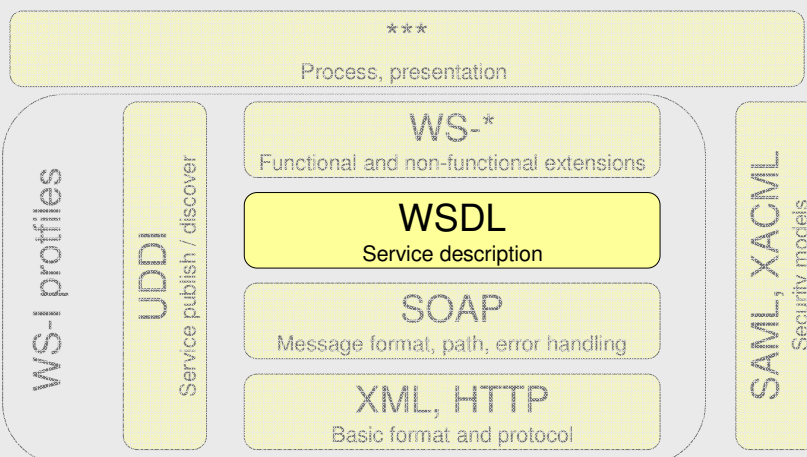 ***
Process, presentation
WS-I profiles
UDDI
Service publish / discover
WS-*
Functional and non-functional extensions
WSDL
Service description
SOAP
Message format, path, error handling
XML, HTTP
Basic format and protocol
SAML, XACML
Security models